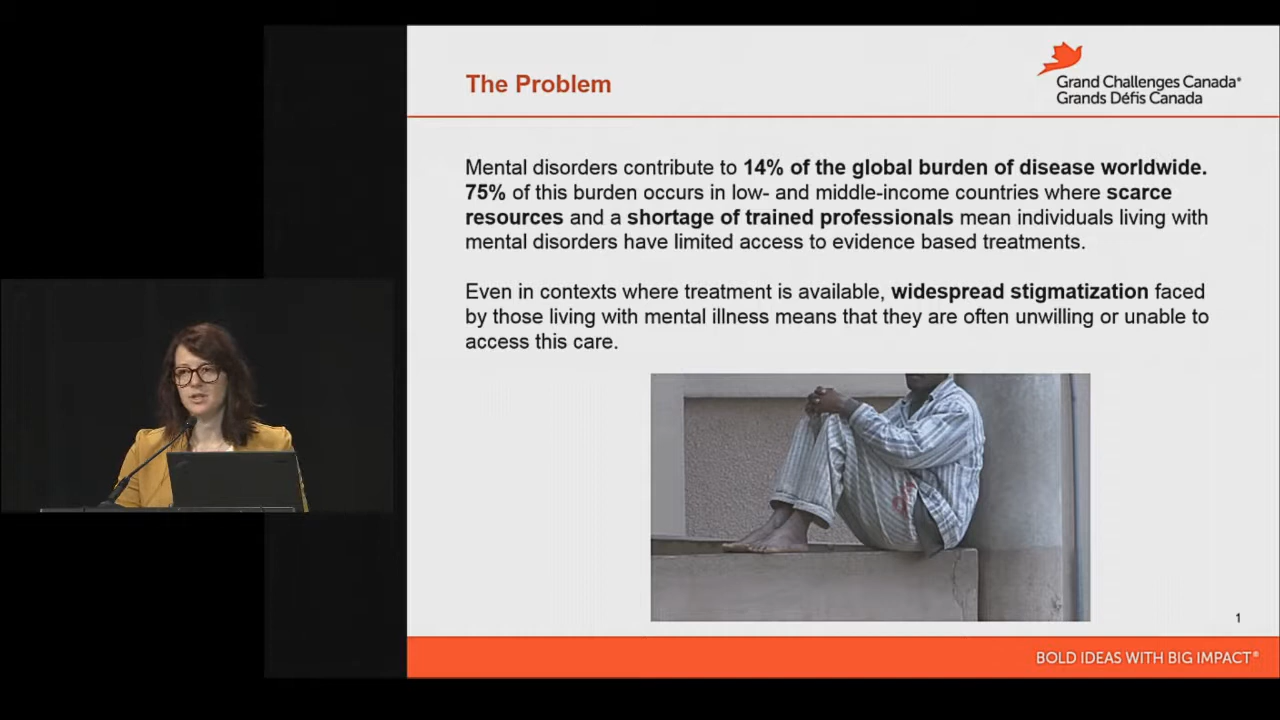 The Problem
Grand Challenges Canada®
Grands Défis Canada
Mental disorders contribute to 14% of the global burden of disease worldwide.
75% of this burden occurs in low- and middle-income countries where scarce
resources and a shortage of trained professionals mean individuals living with
mental disorders have limited access to evidence based treatments.
Even in contexts where treatment is available, widespread stigmatization faced
by those living with mental illness means that they are often unwilling or unable to
access this care.
1
BOLD IDEAS WITH BIG IMPACT®